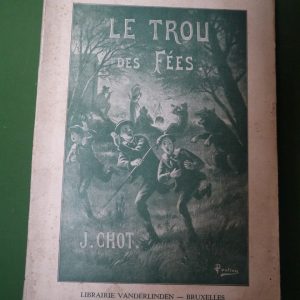 LE TROU
DES FÉES.
J. CHOT.
LIBRAIRIE VANDERLINDEN — BRUXELLES